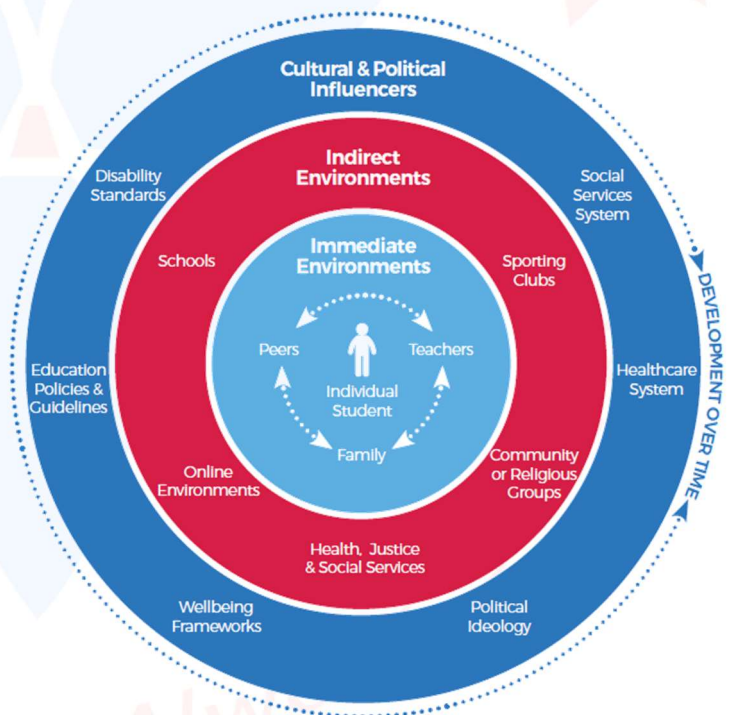 Cultural & Political
Influencers
Disability
Standards
Social
Services
System
Education
Policies &
Guidelines
Healthcare
System
Wellbeing
Frameworks
Political
Ideology
Indirect
Environments
Schools
Sporting
Clubs
Online
Environments
Community
or Religious
Groups
Health, Justice
& Social Services
Immediate
Environments
Peers
Teachers
Individual
Student
Family
DEVELOPMENT OVER TIME